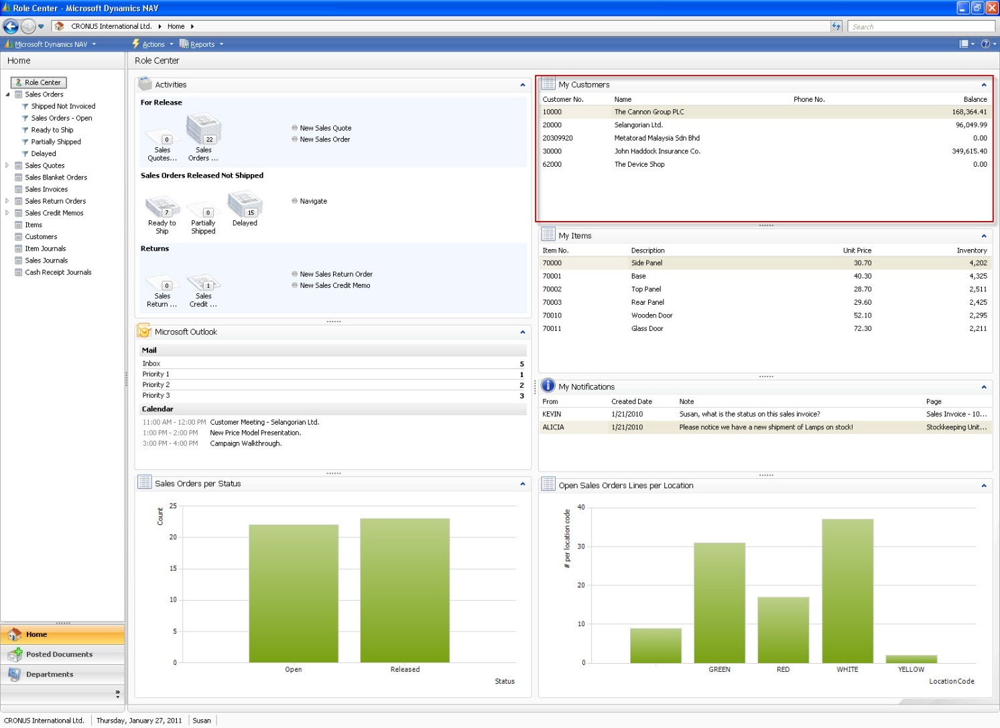 Role Center - Microsoft Dynamics NAV
CRONUS International Ltd. Home
Search
Microsoft Dynamics NAV Actions Reports
Home
Role Center
Sales Orders
Shipped Not Invoiced
Sales Orders - Open
Ready to Ship
Partially Shipped
Delayed
Sales Quotes
Sales Blanket Orders
Sales Invoices
Sales Return Orders
Sales Credit Memos
Items
Customers
Item Journals
Sales Journals
Cash Receipt Journals
Home
Posted Documents
Departments
Role Center
Activities
For Release
0
Sales
Quotes...
22
Sales
Orders ...
New Sales Quote
New Sales Order
Sales Orders Released Not Shipped
7
Ready to
Ship
0
Partially
Shipped
15
Delayed
Navigate
Returns
0
Sales
Return ...
1
Sales
Credit ...
New Sales Return Order
New Sales Credit Memo
Microsoft Outlook
Mail
Inbox 5
Priority 1 1
Priority 2 2
Priority 3 3
Calendar
11:00 AM - 12:00 PM Customer Meeting - Selangorian Ltd.
1:00 PM - 2:00 PM New Price Model Presentation.
3:00 PM - 4:00 PM Campaign Walkthrough.
Sales Orders per Status
Count
25
20
15
10
5
0
Open Released
Status
My Customers
Customer No. Name Phone No. Balance
10000 The Cannon Group PLC 168,364.41
20000 Selangorian Ltd. 96,049.99
20309920 Metatorad Malaysia Sdn Bhd 0.00
30000 John Haddock Insurance Co. 349,615.40
62000 The Device Shop 0.00
My Items
Item No. Description Unit Price Inventory
70000 Side Panel 30.70 4,202
70001 Base 40.30 4,325
70002 Top Panel 28.70 2,511
70003 Rear Panel 29.60 2,425
70010 Wooden Door 52.10 2,295
70011 Glass Door 72.30 2,211
My Notifications
From Created Date Note Page
KEVIN 1/21/2010 Susan, what is the status on this sales invoice? Sales Invoice - 10...
ALICIA 1/21/2010 Please notice we have a new shipment of Lamps on stock! Stockkeeping Unit...
Open Sales Orders Lines per Location
# per location code
40
30
20
10
0
GREEN RED WHITE YELLOW
Location Code
CRONUS International Ltd. Thursday, January 27, 2011 Susan